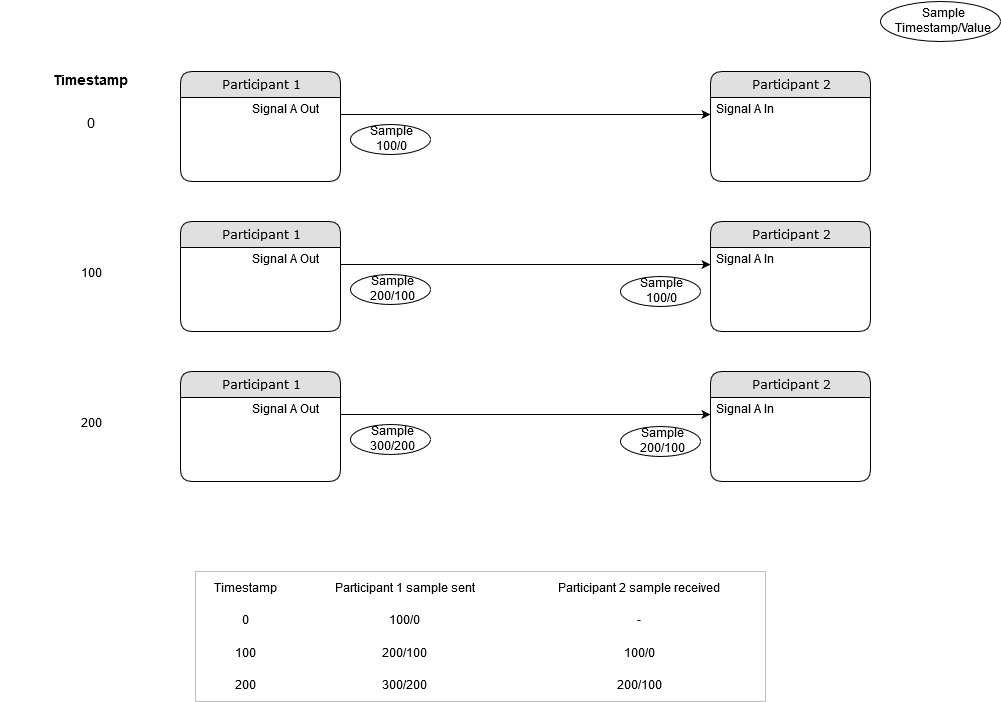 Sample
Timestamp/Value
Timestamp
Participant 1
Participant 2
Signal A Out
Signal A In
0
Sample
100/0
Participant 1
Participant 2
Signal A Out
Signal A In
100
Sample
200/100
Sample
100/0
Participant 1
Participant 2
Signal A Out
Signal A In
200
Sample
300/200
Sample
200/100
Timestamp Participant 1 sample sent Participant 2 sample received
0 100/0 -
100 200/100 100/0
200 300/200 200/100